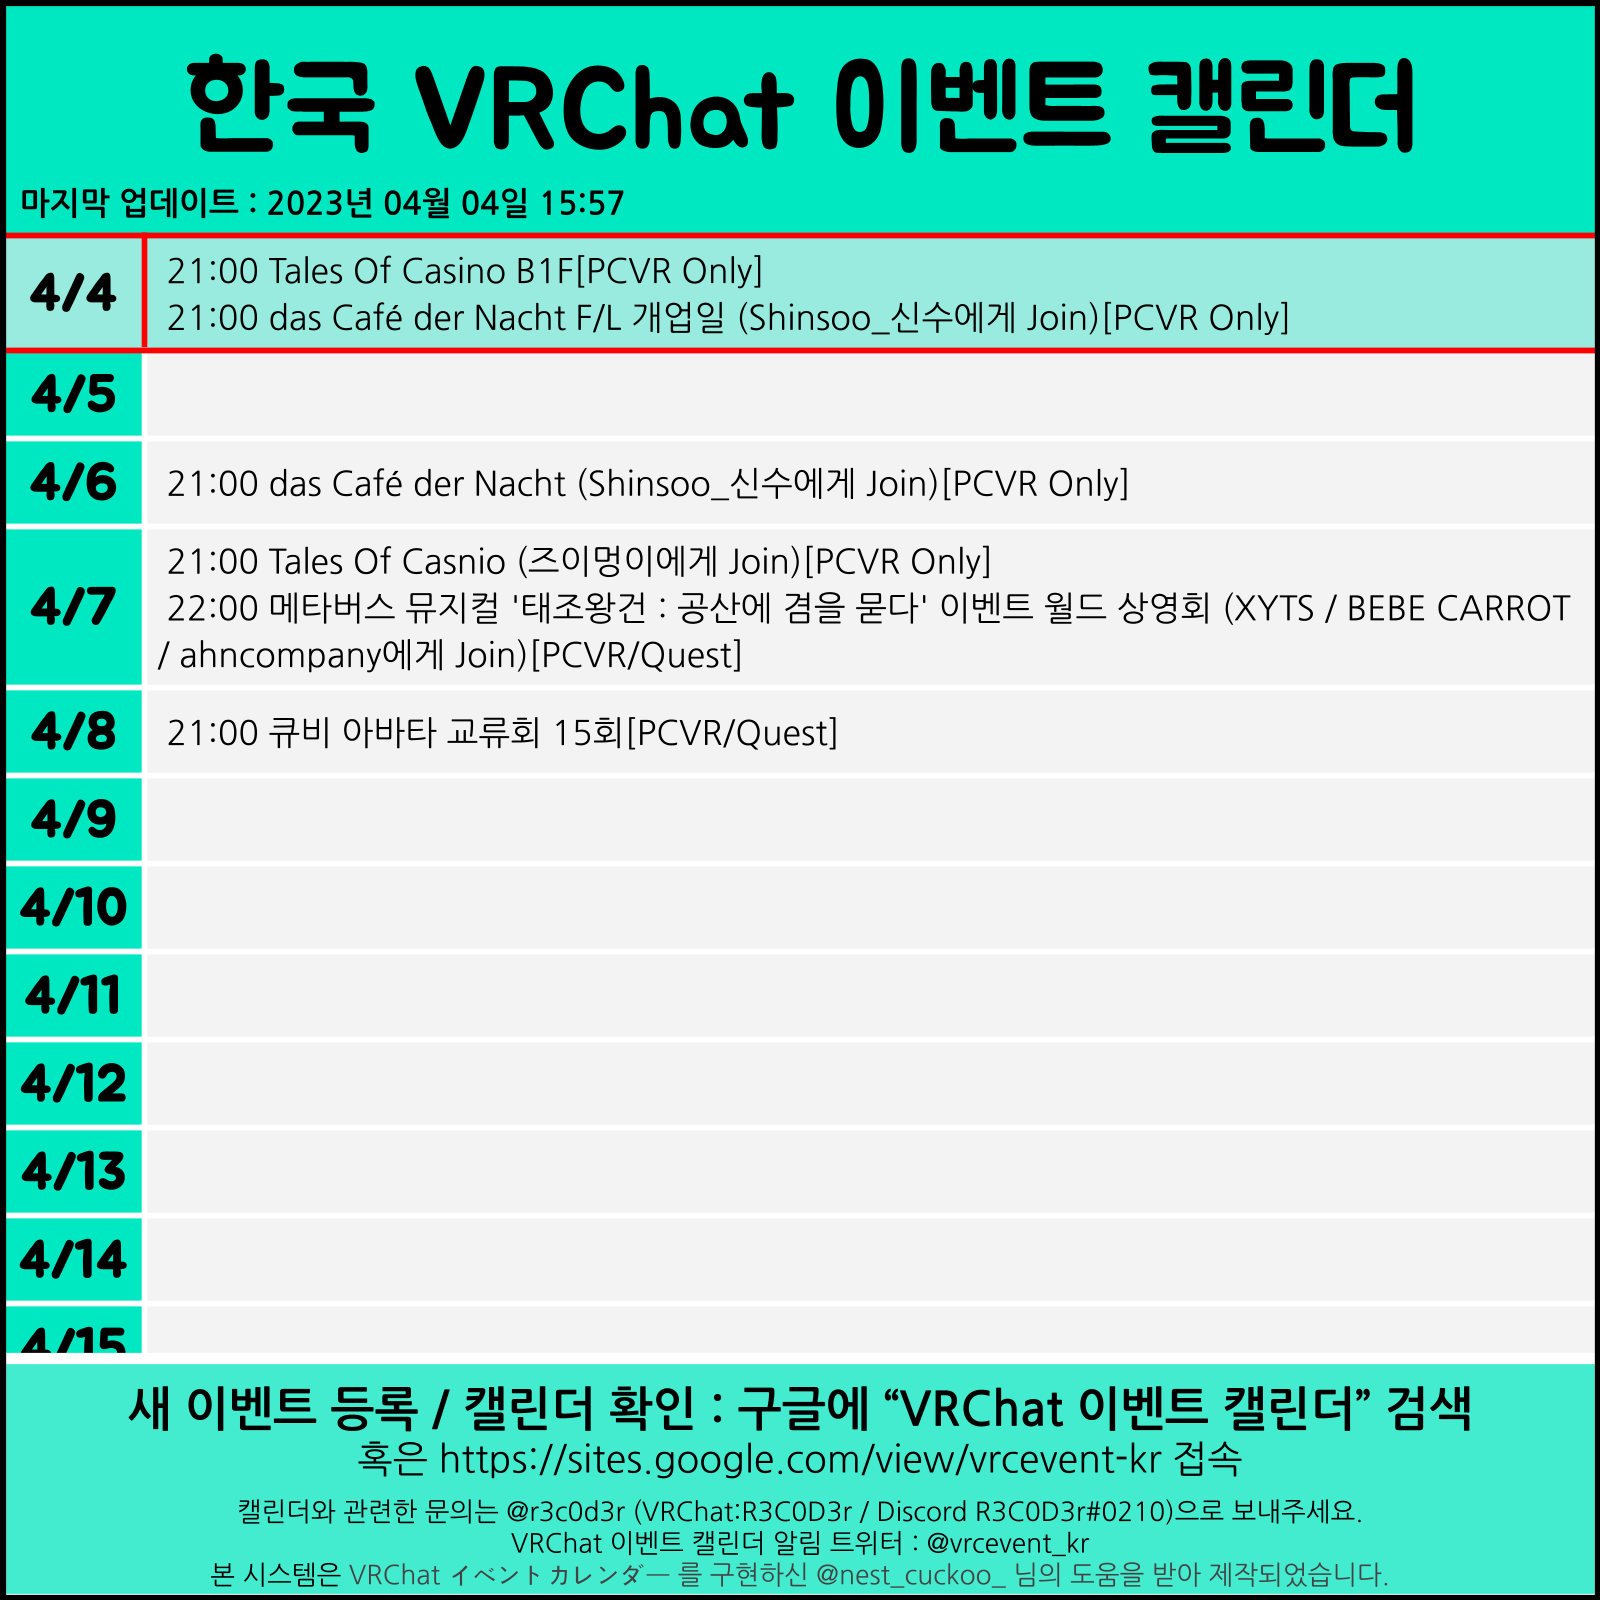 한국 VRChat 이벤트 캘린더
마지막 업데이트 : 2023년 04월 04일 15:57
4/4
21:00 Tales Of Casino B1F[PCVR Only]
21:00 das Café der Nacht F/L 개업일 (Shinsoo_신수에게 Join)[PCVR Only]
4/5
4/6
21:00 das Café der Nacht (Shinsoo_신수에게 Join)[PCVR Only]
4/7
21:00 Tales Of Casnio (즈이멍이에게 Join)[PCVR Only]
22:00 메타버스 뮤지컬 '태조왕건 : 공산에 겸을 묻다' 이벤트 월드 상영회 (XYTS / BEBE CARROT
/ ahncompany에게 Join)[PCVR/Quest]
4/8
21:00 큐비 아바타 교류회 15회[PCVR/Quest]
4/9
4/10
4/11
4/12
4/13
4/14
4/15
새 이벤트 등록 / 캘린더 확인 : 구글에 “VRChat 이벤트 캘린더” 검색
혹은 https://sites.google.com/view/vrcevent-kr 접속
캘린더와 관련한 문의는 @r3c0d3r (VRChat:R3C0D3r / Discord R3C0D3r#0210)으로 보내주세요.
VRChat 이벤트 캘린더 알림 트위터 : @vrcevent_kr
본 시스템은 VRChat イベントカレンダー 를 구현하신 @nest_cuckoo_ 님의 도움을 받아 제작되었습니다.